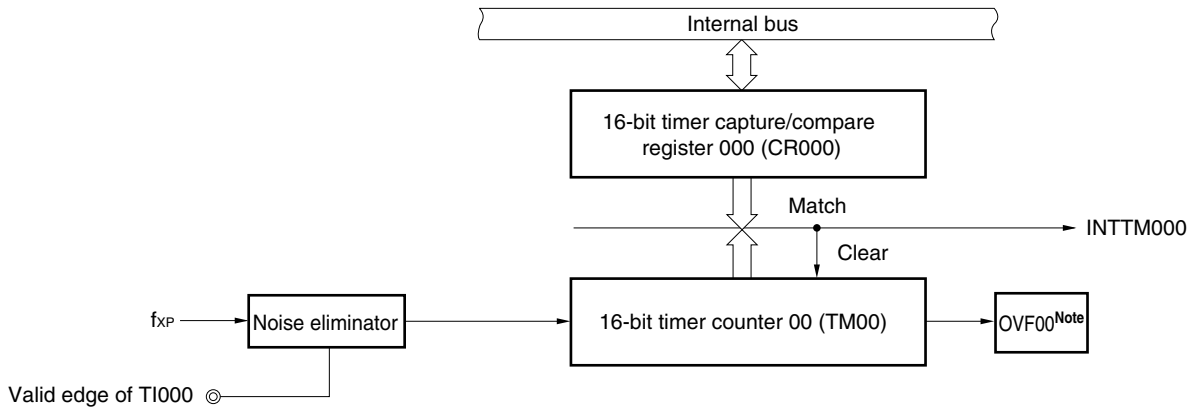 Internal bus
16-bit timer capture/compare
register 000 (CR000)
Match
INTTM000
Clear
fXP
Noise eliminator
16-bit timer counter 00 (TM00)
OVF00Note
Valid edge of TI000